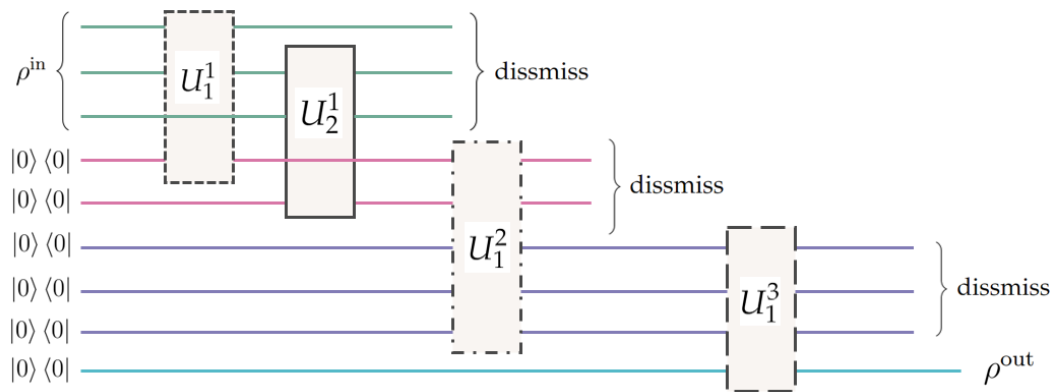 ρ^in
U_1^1
dissmiss
U_2^1
|0⟩ ⟨0|
|0⟩ ⟨0|
dissmiss
|0⟩ ⟨0|
U_1^2
|0⟩ ⟨0|
U_1^3
dissmiss
|0⟩ ⟨0|
|0⟩ ⟨0|
ρ^out